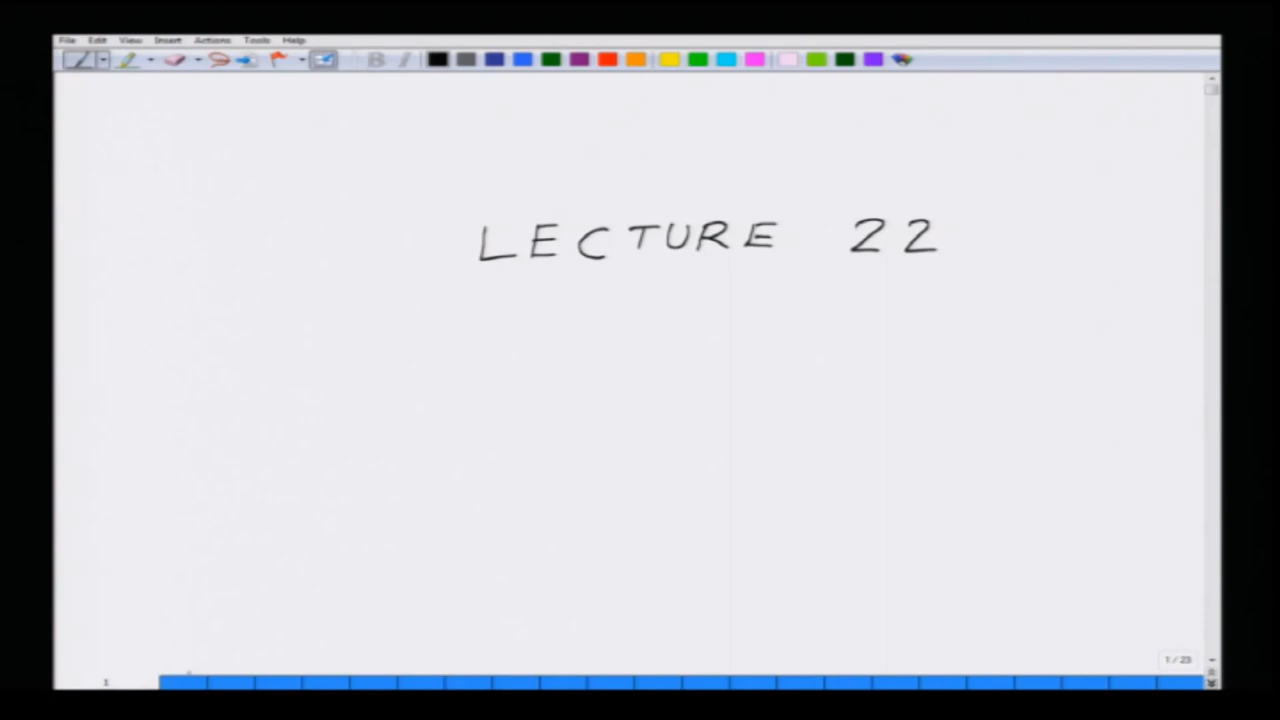 File Edit View Insert Actions Tools Help
B I
LECTURE 22
1 / 23
1